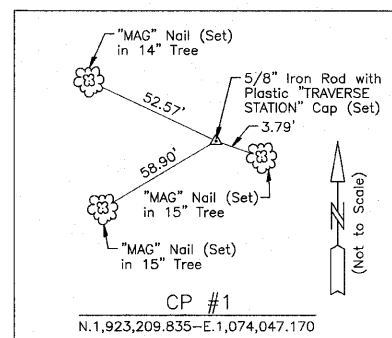 "MAG" Nail (Set)
in 14" Tree
5/8" Iron Rod with
Plastic "TRAVERSE
STATION" Cap (Set)
52.57'
3.79'
58.90'
"MAG" Nail (Set)
in 15" Tree
"MAG" Nail (Set)
in 15" Tree
N
(Not to Scale)
CP #1
N.1,923,209.835–E.1,074,047.170